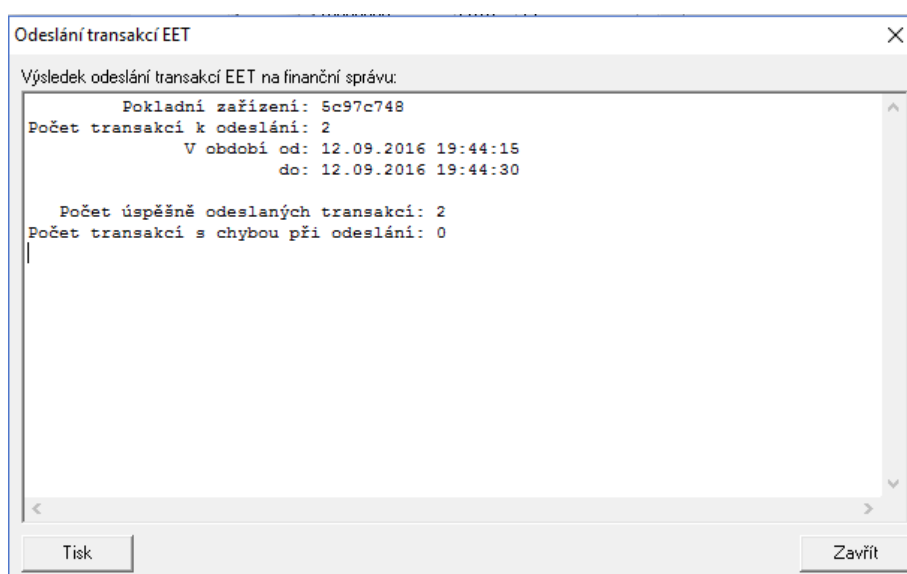 Odeslání transakcí EET
Výsledek odeslání transakcí EET na finanční správu:
Pokladní zařízení: 5c97c748
Počet transakcí k odeslání: 2
V období od: 12.09.2016 19:44:15
do: 12.09.2016 19:44:30
Počet úspěšně odeslaných transakcí: 2
Počet transakcí s chybou při odeslání: 0
Tisk
Zavřít